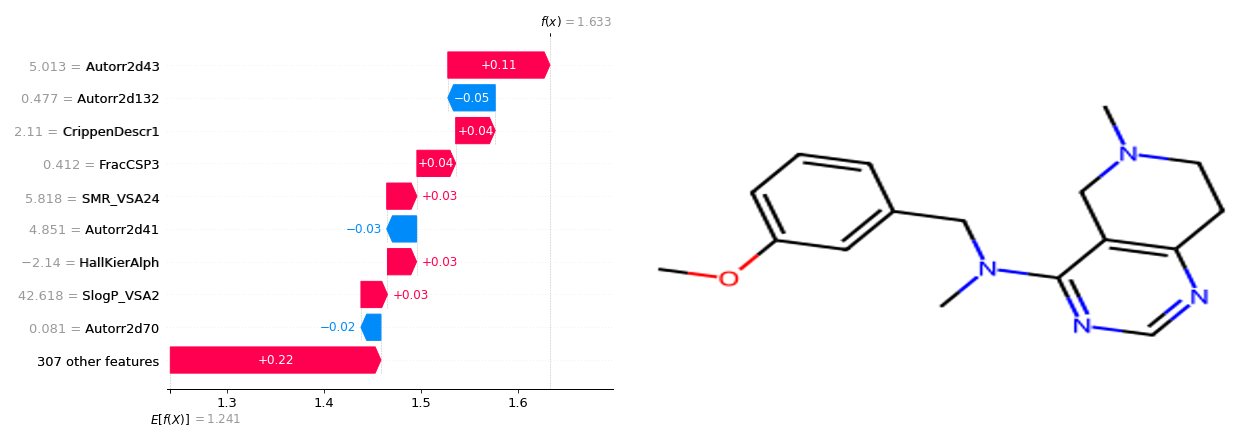 f(x) = 1.633
5.013 = Autorr2d43
+0.11
0.477 = Autorr2d132
−0.05
2.11 = CrippenDescr1
+0.04
0.412 = FracCSP3
+0.04
5.818 = SMR_VSA24
+0.03
4.851 = Autorr2d41
−0.03
−2.14 = HallKierAlph
+0.03
42.618 = SlogP_VSA2
+0.03
0.081 = Autorr2d70
−0.02
307 other features
+0.22
1.3 1.4 1.5 1.6
E[f(X)] = 1.241
N
N
O
N
N